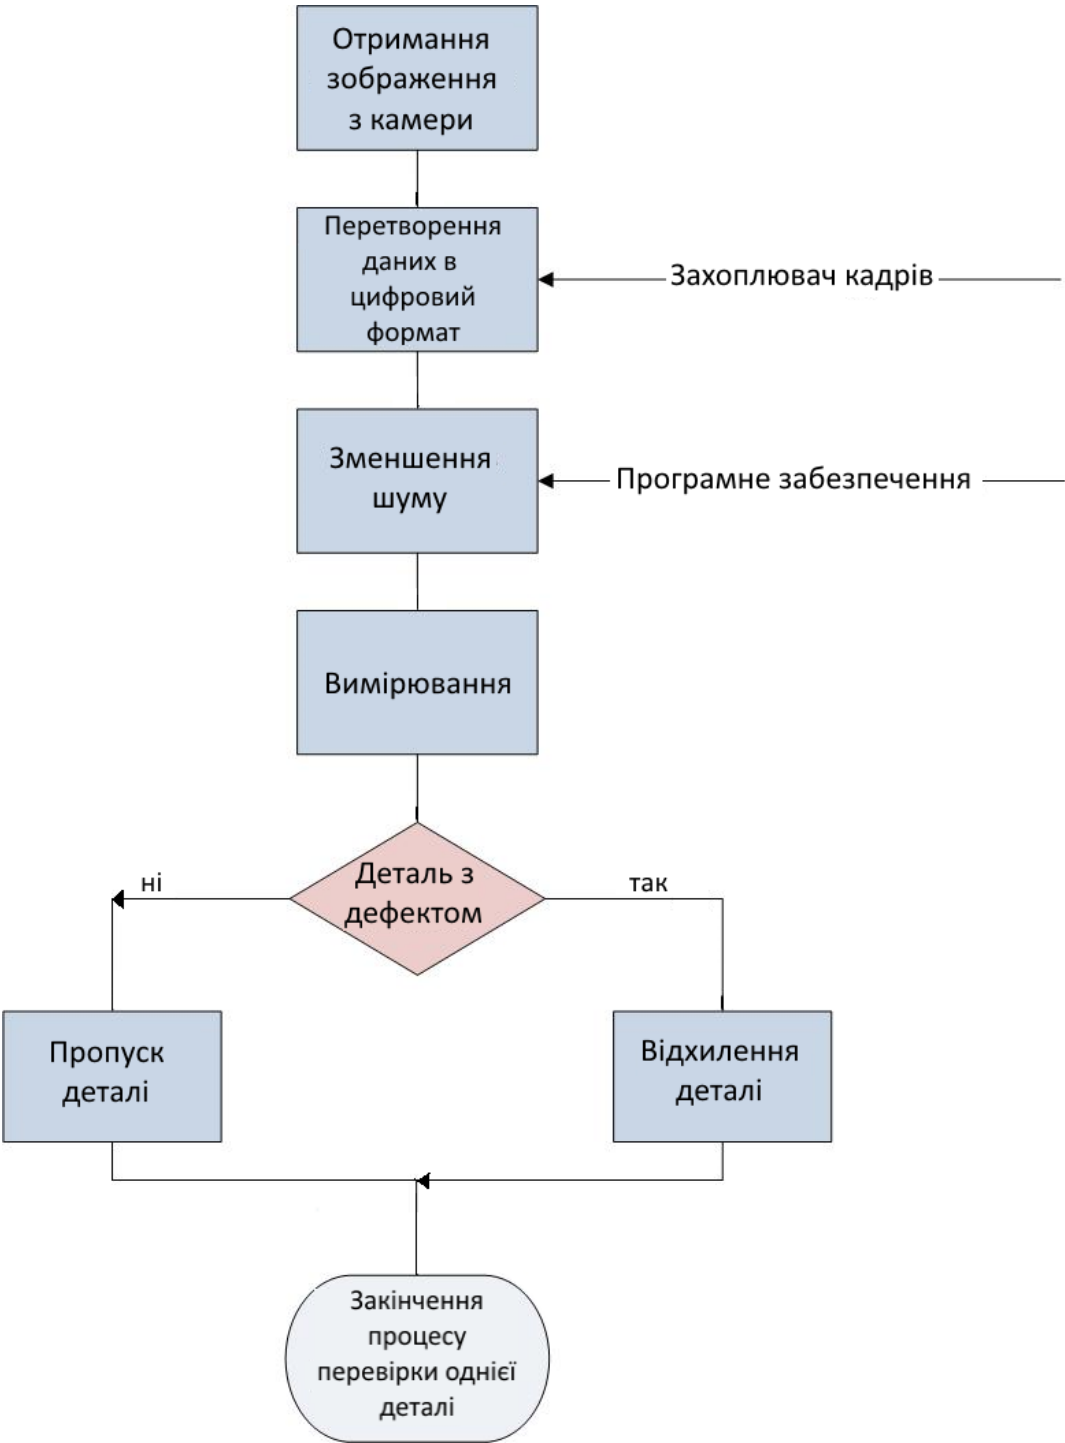 Отримання
зображення
з камери
Перетворення
даних в
цифровий
формат
Захоплювач кадрів
Зменшення
шуму
Програмне забезпечення
Вимірювання
Деталь з
дефектом
ні
так
Пропуск
деталі
Відхилення
деталі
Закінчення
процесу
перевірки однієї
деталі